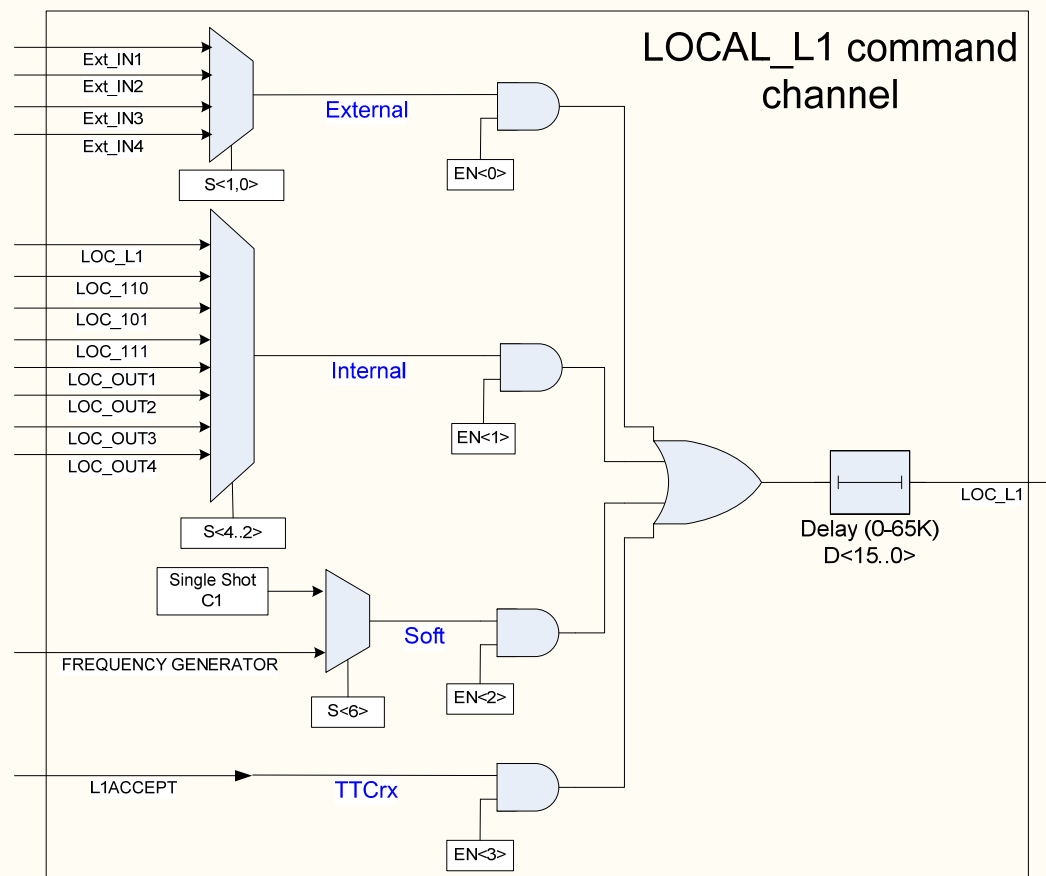 LOCAL_L1 command
channel
Ext_IN1
Ext_IN2
Ext_IN3
Ext_IN4
External
S<1,0>
EN<0>
LOC_L1
LOC_110
LOC_101
LOC_111
LOC_OUT1
LOC_OUT2
LOC_OUT3
LOC_OUT4
Internal
S<4..2>
EN<1>
LOC_L1
Delay (0-65K)
D<15..0>
Single Shot
C1
FREQUENCY GENERATOR
Soft
S<6>
EN<2>
L1ACCEPT
TTCrx
EN<3>